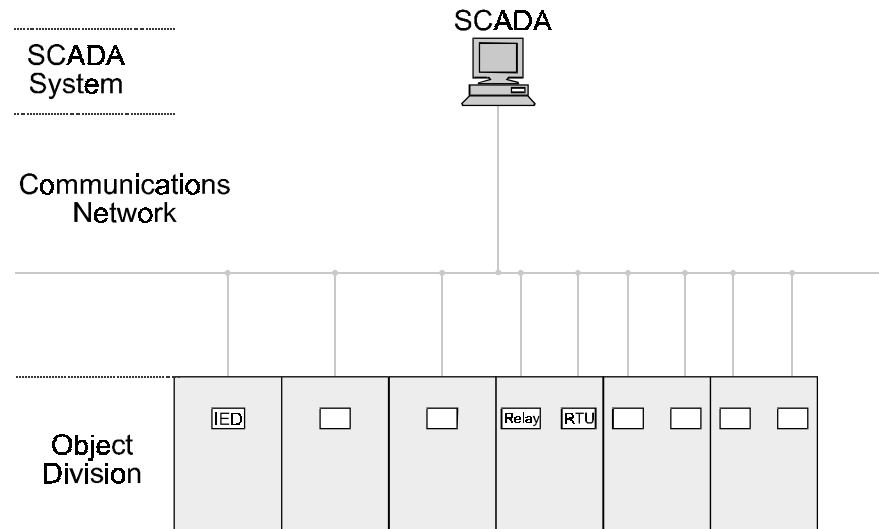 SCADA
SCADA
System
Communications
Network
IED
Relay
RTU
Object
Division